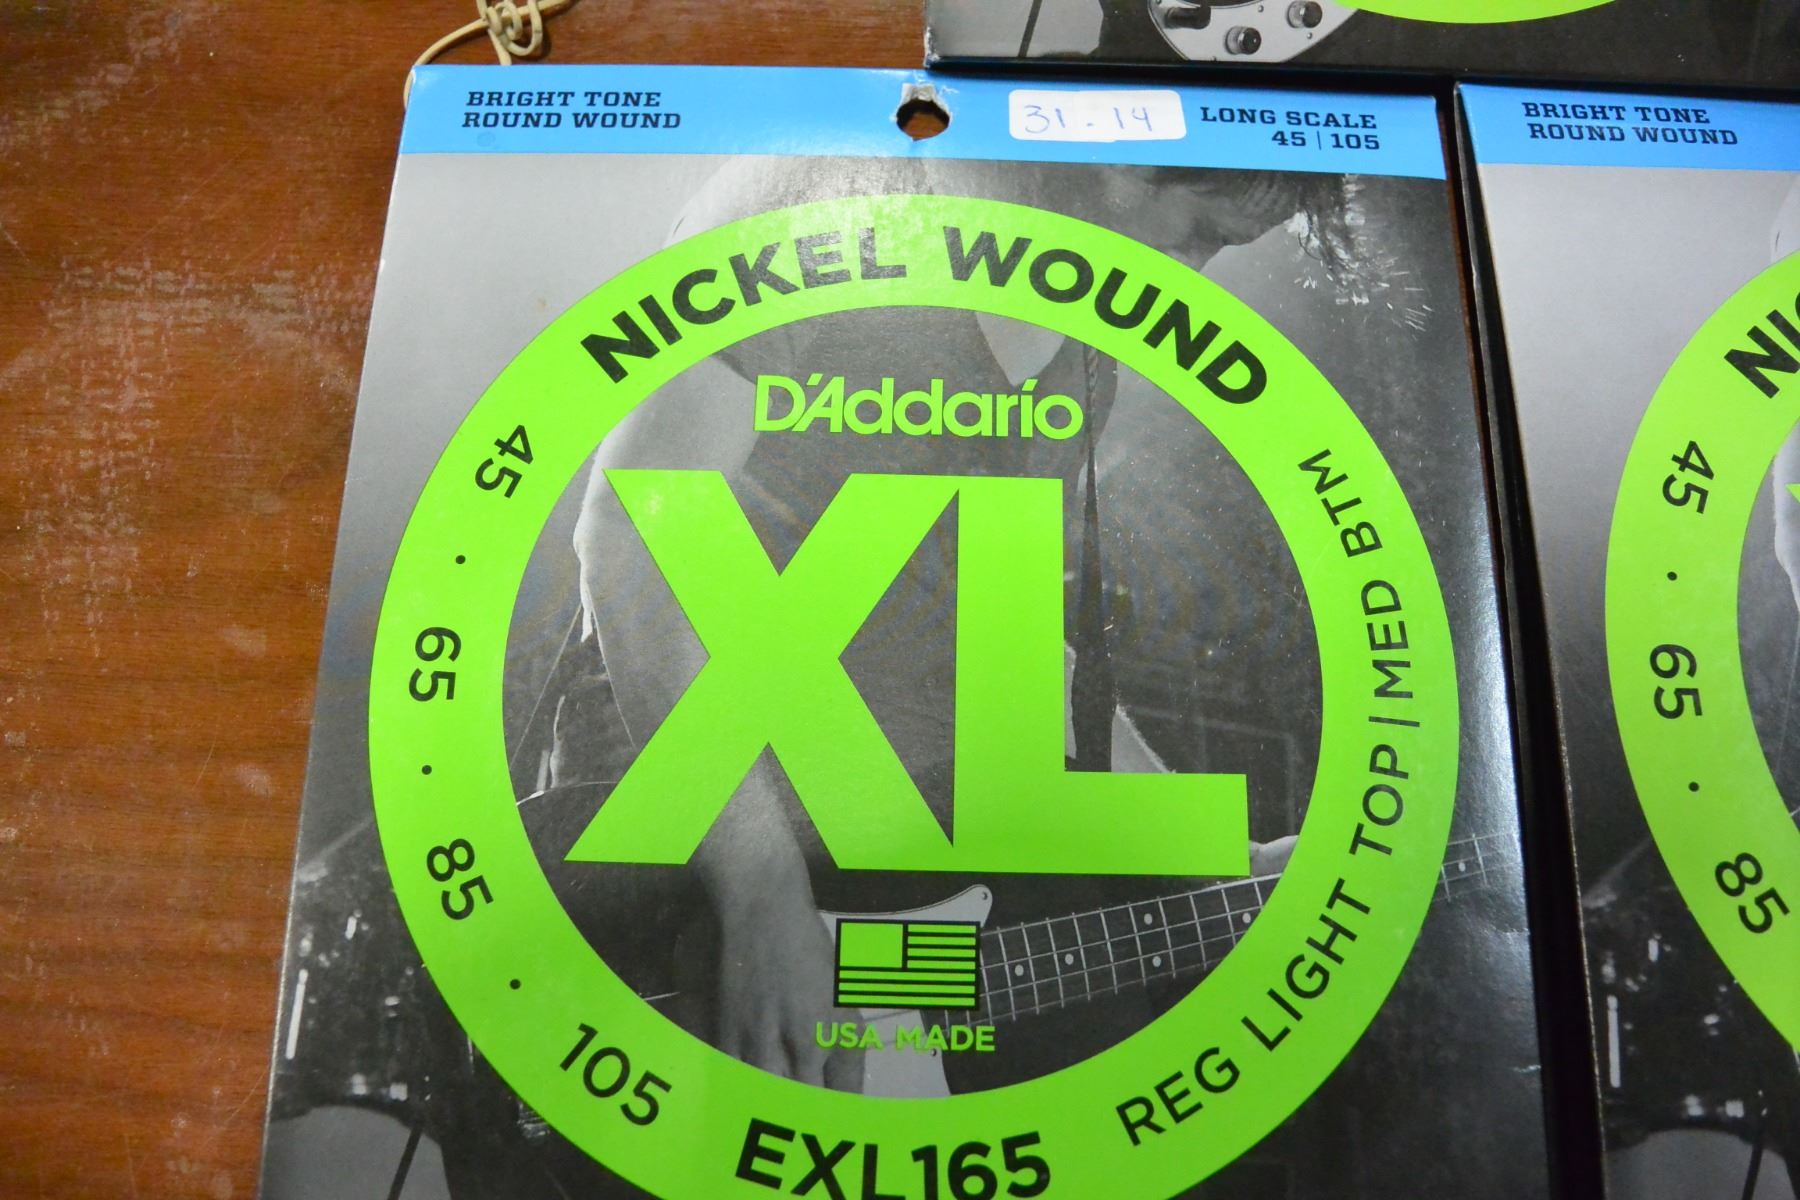 BRIGHT TONE
ROUND WOUND
31.14
LONG SCALE
45 | 105
NICKEL WOUND
D'Addario
XL
USA MADE
45 · 65 · 85 · 105
EXL165
REG LIGHT TOP | MED BTM
BRIGHT TONE
ROUND WOUND
45 · 65 · 85